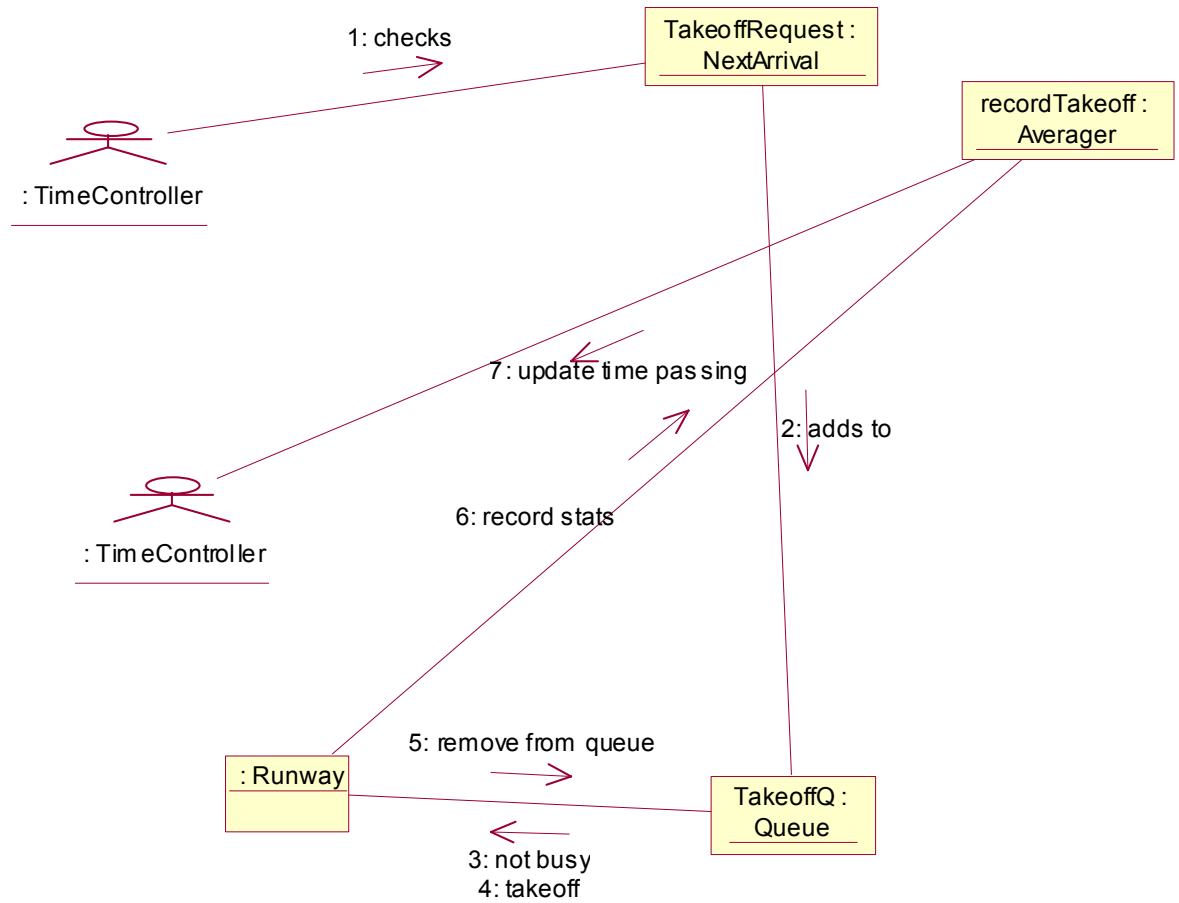 1: checks
TakeoffRequest :
NextArrival
recordTakeoff :
Averager
: TimeController
7: update time passing
2: adds to
6: record stats
: TimeController
5: remove from queue
: Runway
TakeoffQ :
Queue
3: not busy
4: takeoff